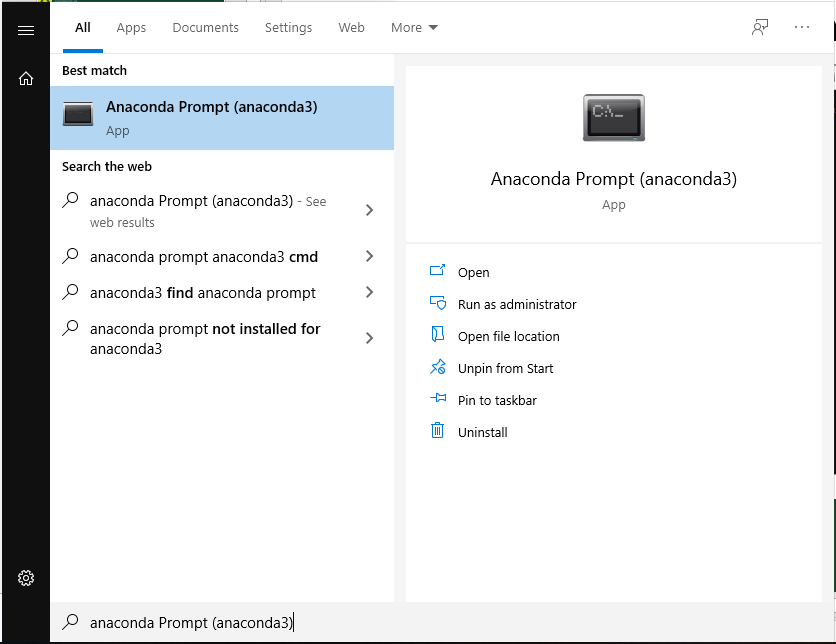 All Apps Documents Settings Web More
Best match
Anaconda Prompt (anaconda3)
App
Search the web
anaconda Prompt (anaconda3) - See
web results
anaconda prompt anaconda3 cmd
anaconda3 find anaconda prompt
anaconda prompt not installed for
anaconda3
C:\_
Anaconda Prompt (anaconda3)
App
Open
Run as administrator
Open file location
Unpin from Start
Pin to taskbar
Uninstall
anaconda Prompt (anaconda3)